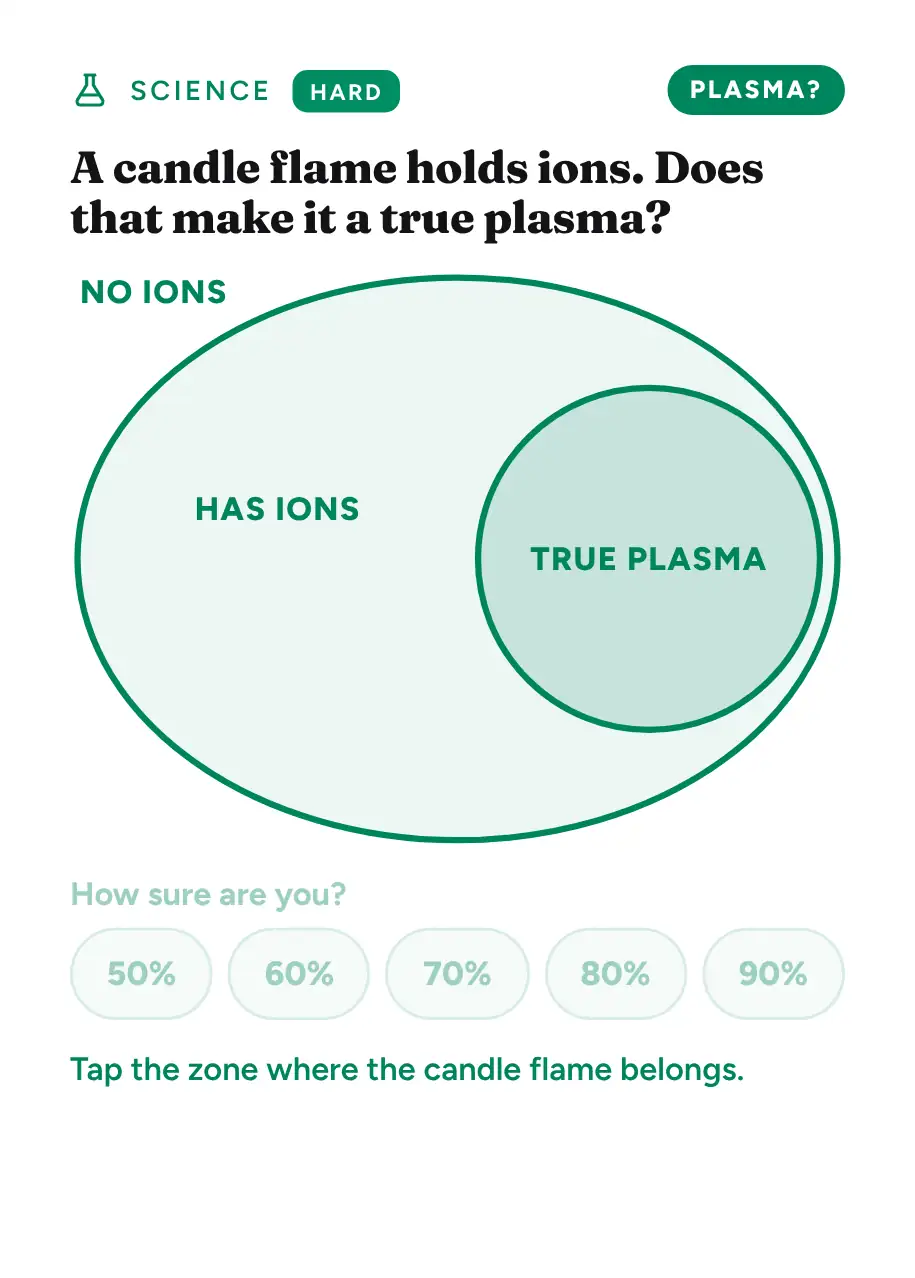 SCIENCE HARD PLASMA?
A candle flame holds ions. Does
that make it a true plasma?
NO IONS
HAS IONS
TRUE PLASMA
How sure are you?
50% 60% 70% 80% 90%
Tap the zone where the candle flame belongs.